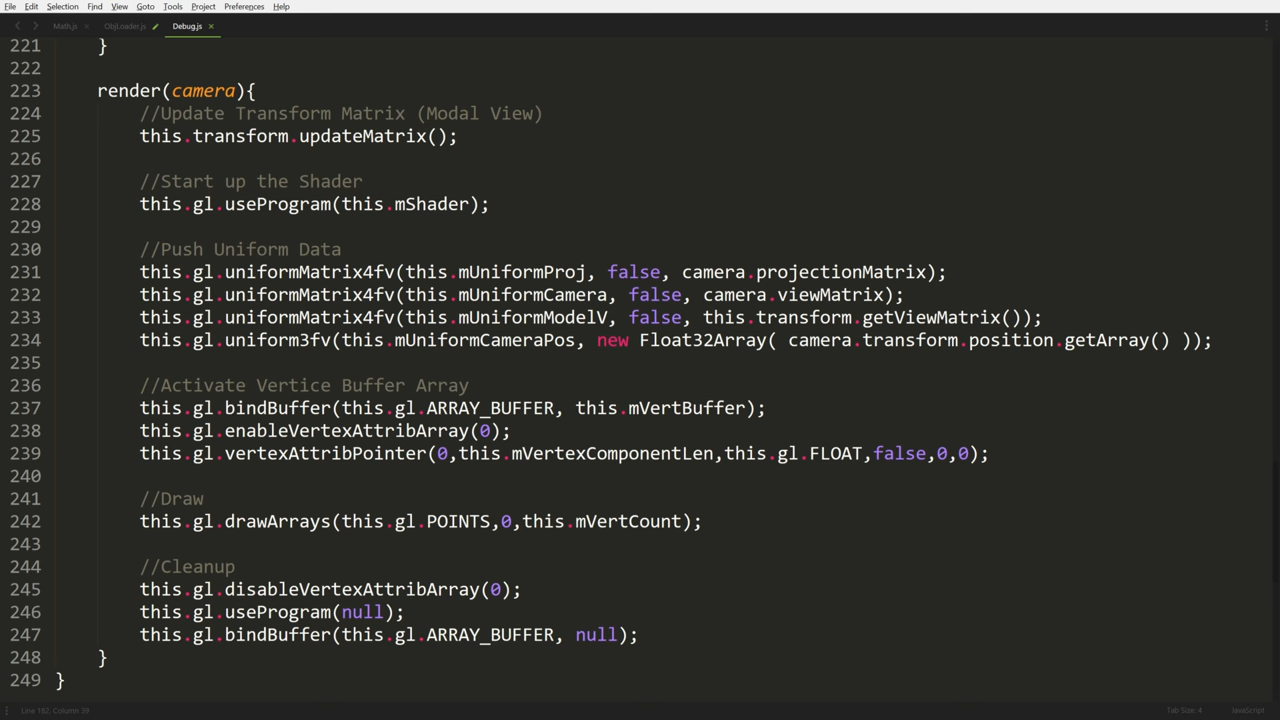 File Edit Selection Find View Goto Tools Project Preferences Help
Math.js ObjLoader.js Debug.js
221 }
222
223 render(camera){
224 //Update Transform Matrix (Modal View)
225 this.transform.updateMatrix();
226
227 //Start up the Shader
228 this.gl.useProgram(this.mShader);
229
230 //Push Uniform Data
231 this.gl.uniformMatrix4fv(this.mUniformProj, false, camera.projectionMatrix);
232 this.gl.uniformMatrix4fv(this.mUniformCamera, false, camera.viewMatrix);
233 this.gl.uniformMatrix4fv(this.mUniformModelV, false, this.transform.getViewMatrix());
234 this.gl.uniform3fv(this.mUniformCameraPos, new Float32Array( camera.transform.position.getArray() ));
235
236 //Activate Vertice Buffer Array
237 this.gl.bindBuffer(this.gl.ARRAY_BUFFER, this.mVertBuffer);
238 this.gl.enableVertexAttribArray(0);
239 this.gl.vertexAttribPointer(0,this.mVertexComponentLen,this.gl.FLOAT,false,0,0);
240
241 //Draw
242 this.gl.drawArrays(this.gl.POINTS,0,this.mVertCount);
243
244 //Cleanup
245 this.gl.disableVertexAttribArray(0);
246 this.gl.useProgram(null);
247 this.gl.bindBuffer(this.gl.ARRAY_BUFFER, null);
248 }
249 }
Line 182, Column 39 Tab Size: 4 JavaScript